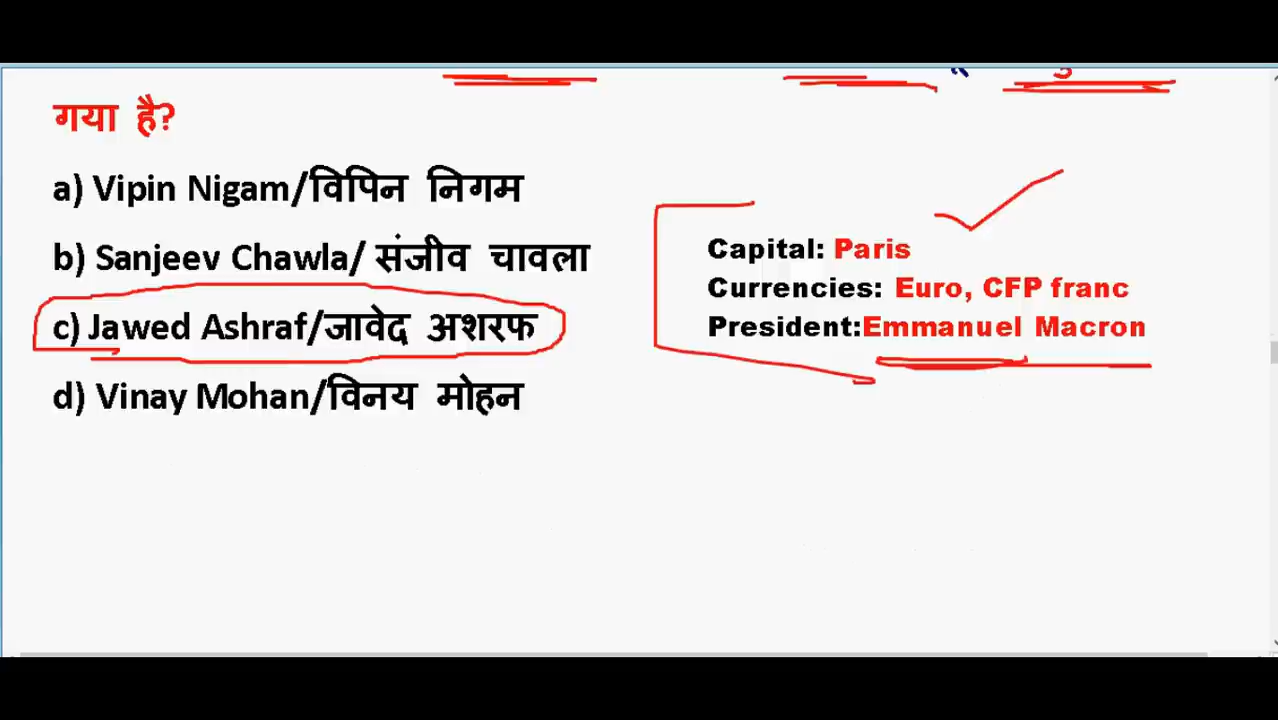 गया है?
a) Vipin Nigam/विपिन निगम
b) Sanjeev Chawla/ संजीव चावला
c) Jawed Ashraf/जावेद अशरफ
d) Vinay Mohan/विनय मोहन
Capital: Paris
Currencies: Euro, CFP franc
President:Emmanuel Macron